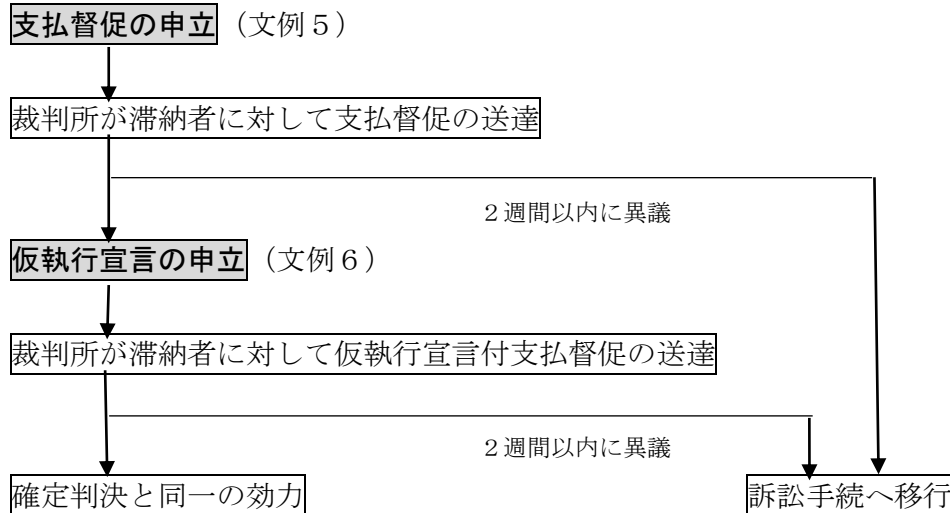 支払督促の申立（文例５）
裁判所が滞納者に対して支払督促の送達
２週間以内に異議
仮執行宣言の申立（文例６）
裁判所が滞納者に対して仮執行宣言付支払督促の送達
２週間以内に異議
確定判決と同一の効力
訴訟手続へ移行